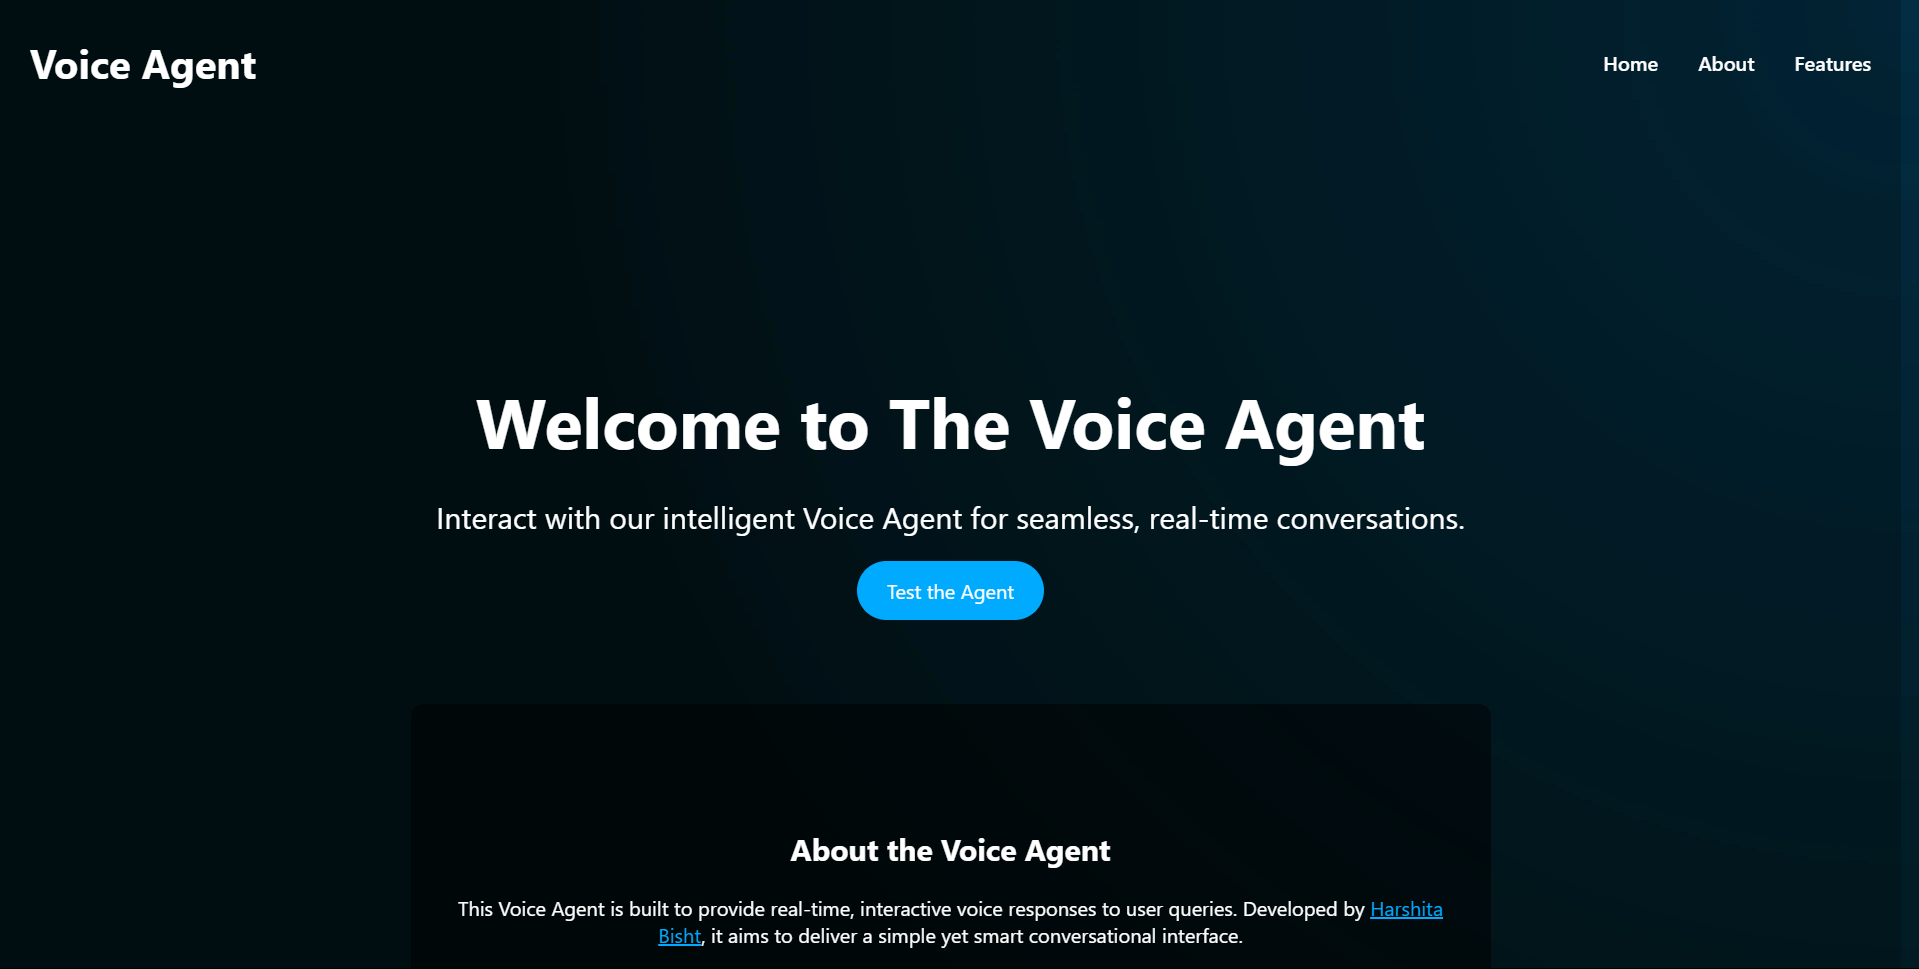 Voice Agent
Home About Features
Welcome to The Voice Agent
Interact with our intelligent Voice Agent for seamless, real-time conversations.
Test the Agent
About the Voice Agent
This Voice Agent is built to provide real-time, interactive voice responses to user queries. Developed by Harshita
Bisht, it aims to deliver a simple yet smart conversational interface.